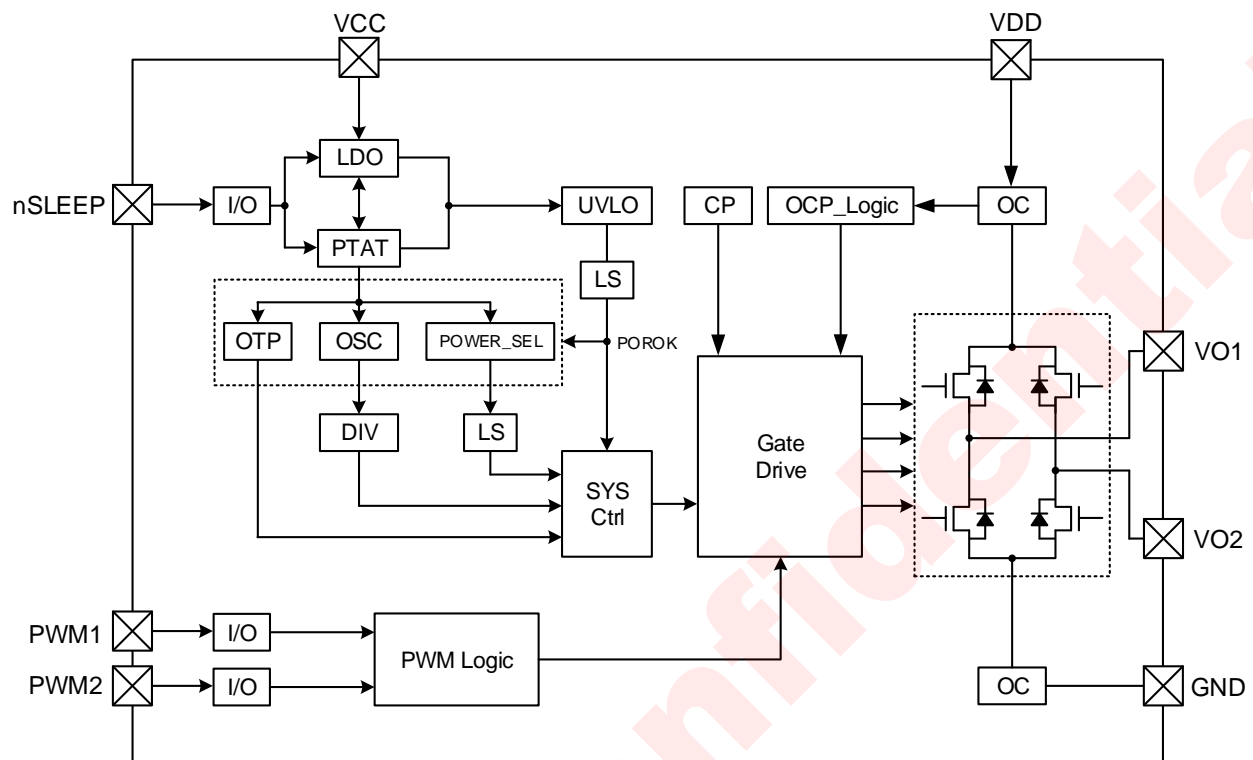 VCC
VDD
LDO
nSLEEP
I/O
UVLO
CP
OCP_Logic
OC
PTAT
LS
OTP
OSC
POWER_SEL
POROK
VO1
DIV
LS
Gate
Drive
SYS
Ctrl
VO2
PWM1
I/O
PWM Logic
PWM2
I/O
OC
GND
nfidential